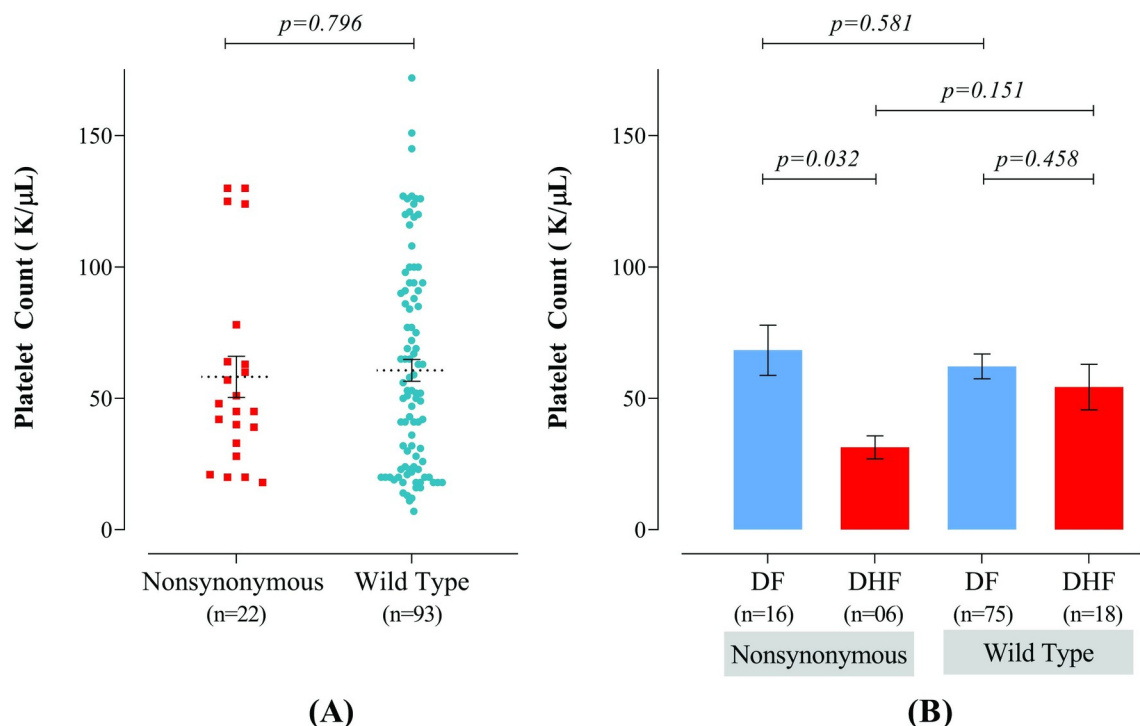 p=0.796
150
100
50
0
Platelet Count ( K/µL)
Nonsynonymous
(n=22)
Wild Type
(n=93)
(A)
p=0.581
p=0.151
p=0.032
p=0.458
150
100
50
0
Platelet Count ( K/µL)
DF
(n=16)
DHF
(n=06)
DF
(n=75)
DHF
(n=18)
Nonsynonymous
Wild Type
(B)